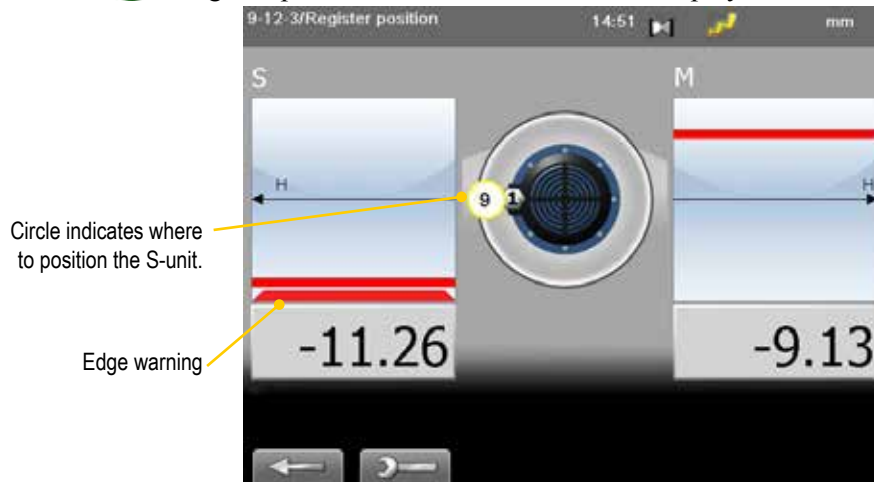 9-12-3/Register position 14:51 mm
S M
H H
9 1
Circle indicates where
to position the S-unit.
Edge warning
-11.26 -9.13